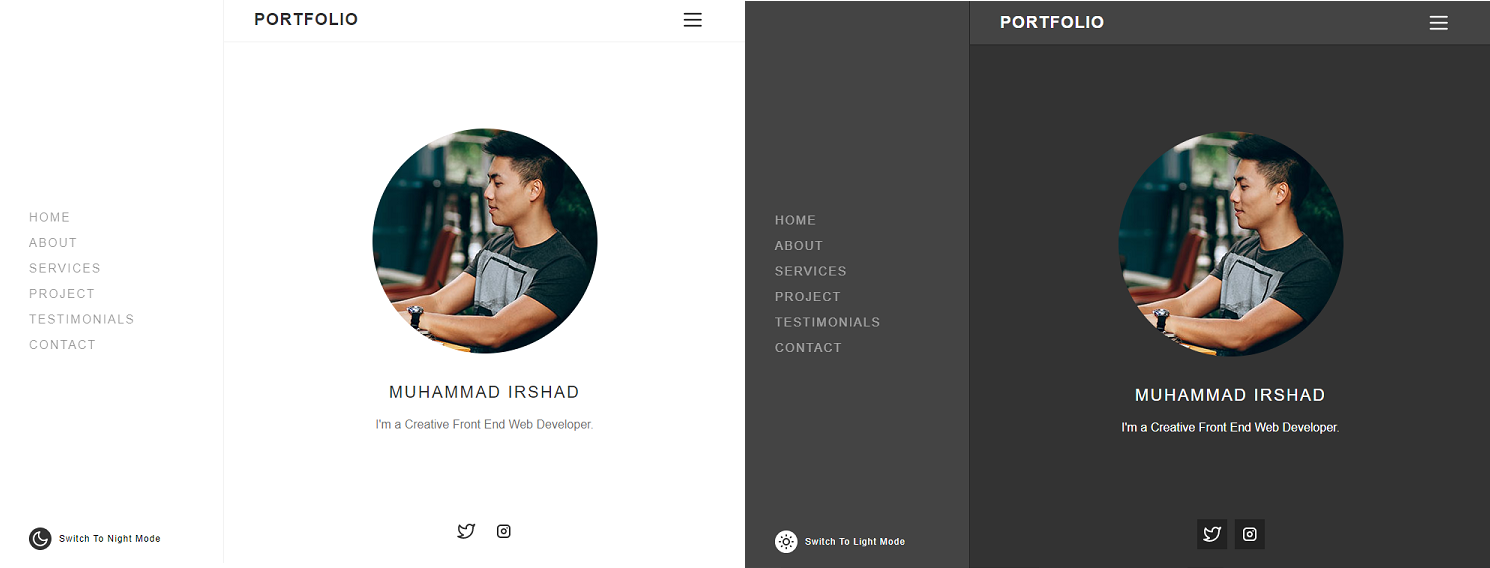 PORTFOLIO
HOME
ABOUT
SERVICES
PROJECT
TESTIMONIALS
CONTACT
MUHAMMAD IRSHAD
I'm a Creative Front End Web Developer.
Switch To Night Mode
PORTFOLIO
HOME
ABOUT
SERVICES
PROJECT
TESTIMONIALS
CONTACT
MUHAMMAD IRSHAD
I'm a Creative Front End Web Developer.
Switch To Light Mode